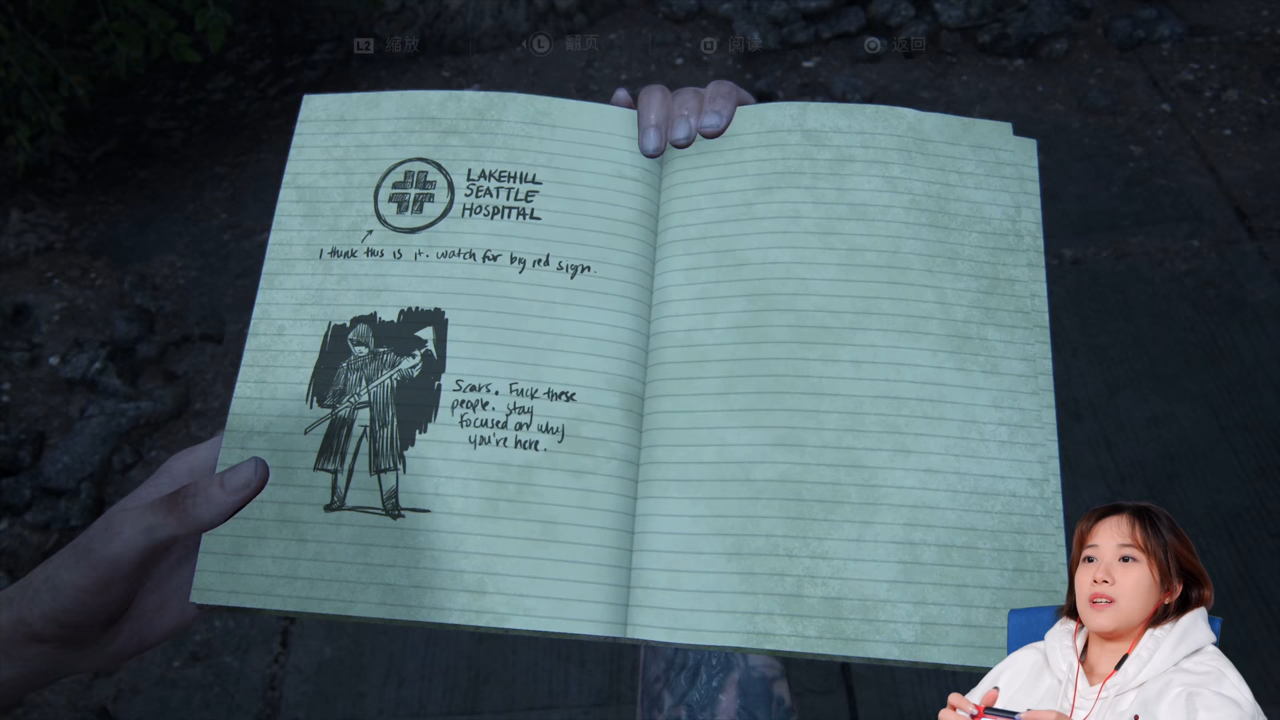 L2 缩放 L 翻页 阅读 返回
LAKEHILL
SEATTLE
HOSPITAL
I think this is it. watch for big red sign.
Scars. Fuck these
people. stay
focused on why
you're here.